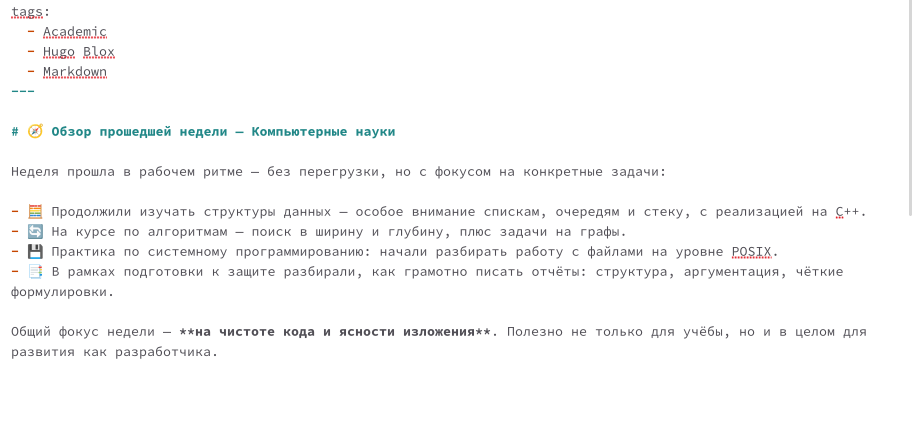 tags:
- Academic
- Hugo Blox
- Markdown
---
# 🧭 Обзор прошедшей недели — Компьютерные науки
Неделя прошла в рабочем ритме — без перегрузки, но с фокусом на конкретные задачи:
- 🧮 Продолжили изучать структуры данных — особое внимание спискам, очередям и стеку, с реализацией на C++.
- 🔄 На курсе по алгоритмам — поиск в ширину и глубину, плюс задачи на графы.
- 💾 Практика по системному программированию: начали разбирать работу с файлами на уровне POSIX.
- 📑 В рамках подготовки к защите разбирали, как грамотно писать отчёты: структура, аргументация, чёткие
формулировки.
Общий фокус недели — **на чистоте кода и ясности изложения**. Полезно не только для учёбы, но и в целом для
развития как разработчика.